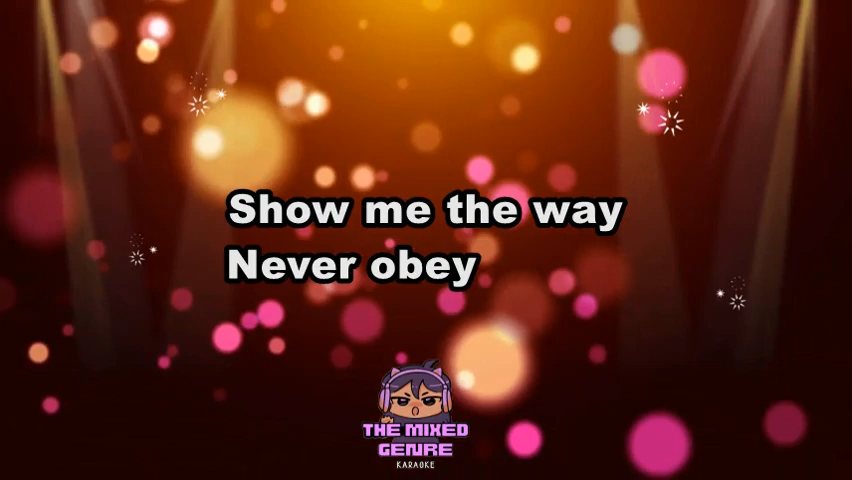 Show me the way
Never obey
THE MIXED
GENRE
KARAOKE